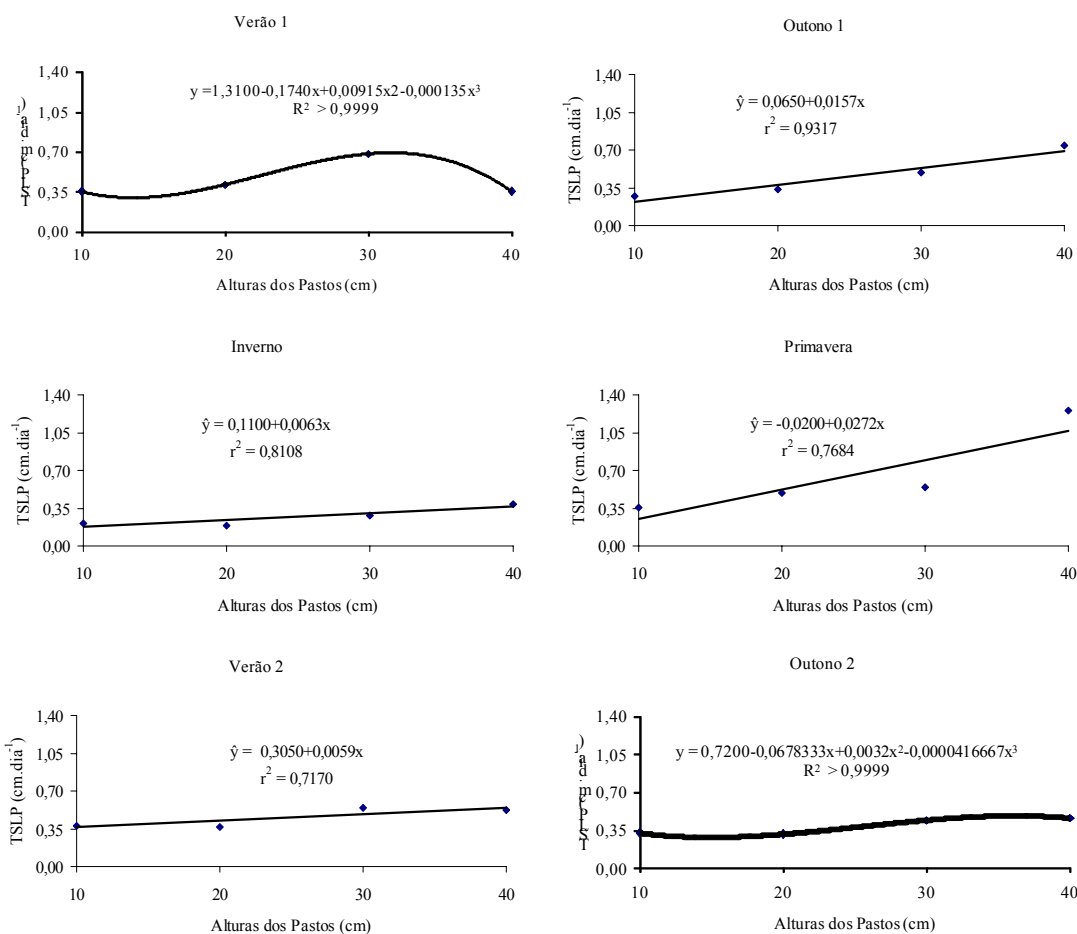 Verão 1
1,40
1,05
0,70
0,35
0,00
y =1,3100-0,1740x+0,00915x2-0,000135x³
R² >0,9999
10 20 30 40
Alturas dos Pastos (cm)
Outono 1
TSLP (cm.dia⁻¹)
1,40
1,05
0,70
0,35
0,00
ŷ = 0,0650+0,0157x
r² = 0,9317
10 20 30 40
Alturas dos Pastos (cm)
Inverno
TSLP (cm.dia⁻¹)
1,40
1,05
0,70
0,35
0,00
ŷ = 0,1100+0,0063x
r² = 0,8108
10 20 30 40
Alturas dos Pastos (cm)
Primavera
TSLP (cm.dia⁻¹)
1,40
1,05
0,70
0,35
0,00
ŷ = -0,0200+0,0272x
r² = 0,7684
10 20 30 40
Alturas dos Pastos (cm)
Verão 2
TSLP (cm.dia⁻¹)
1,40
1,05
0,70
0,35
0,00
ŷ = 0,3050+0,0059x
r² = 0,7170
10 20 30 40
Alturas dos Pastos (cm)
Outono 2
1,40
1,05
0,70
0,35
0,00
y = 0,7200-0,0678333x+0,0032x²-0,0000416667x³
R² >0,9999
10 20 30 40
Alturas dos Pastos (cm)